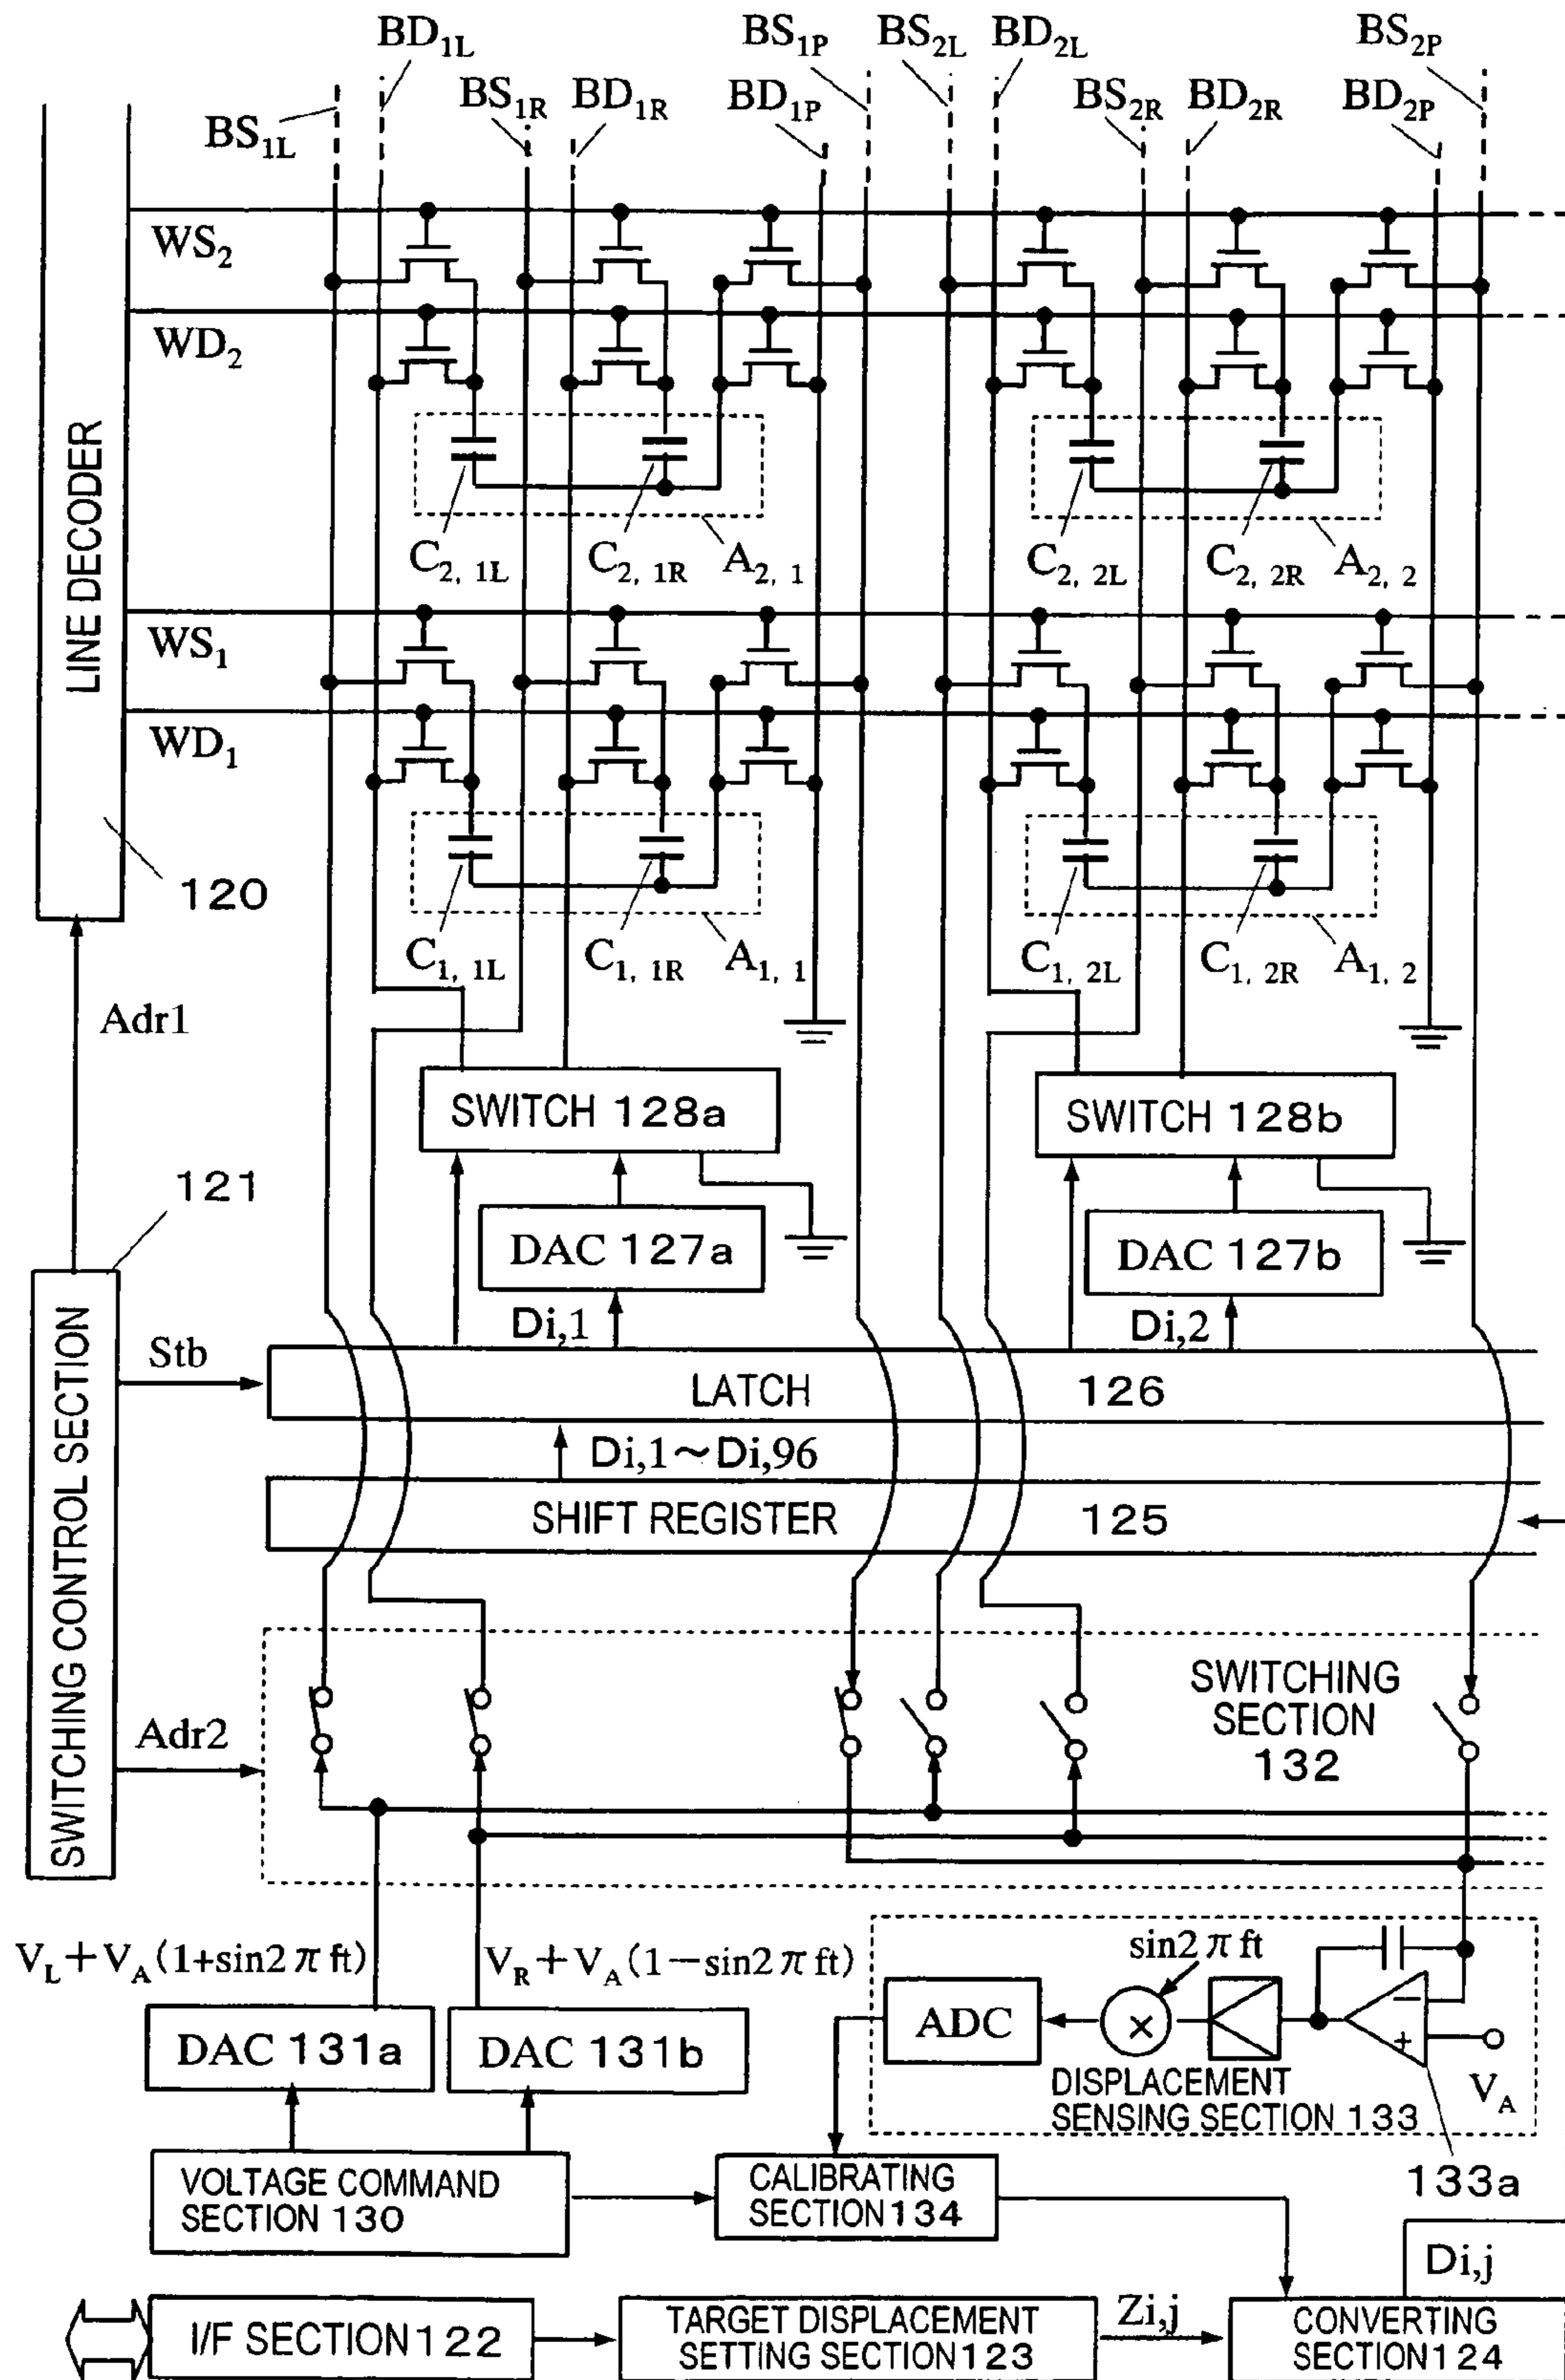 BD1L
BS1P
BS2L
BD2L
BS2P
BS1R
BD1R
BD1P
BS2R
BD2R
BD2P
BS1L
WS2
WD2
LINE DECODER
C2, 1L
C2, 1R
A2, 1
C2, 2L
C2, 2R
A2, 2
WS1
WD1
120
C1, 1L
C1, 1R
A1, 1
C1, 2L
C1, 2R
A1, 2
Adr1
SWITCH 128a
SWITCH 128b
121
DAC 127a
DAC 127b
Di,1
Di,2
SWITCHING CONTROL SECTION
Stb
LATCH 126
Di,1～Di,96
SHIFT REGISTER 125
SWITCHING
SECTION
132
Adr2
VL+VA(1+sin2πft)
VR+VA(1−sin2πft)
sin2πft
DAC 131a
DAC 131b
ADC
×
−
+
VA
DISPLACEMENT
SENSING SECTION 133
133a
VOLTAGE COMMAND
SECTION 130
CALIBRATING
SECTION134
Di,j
I/F SECTION122
TARGET DISPLACEMENT
SETTING SECTION123
Zi,j
CONVERTING
SECTION124